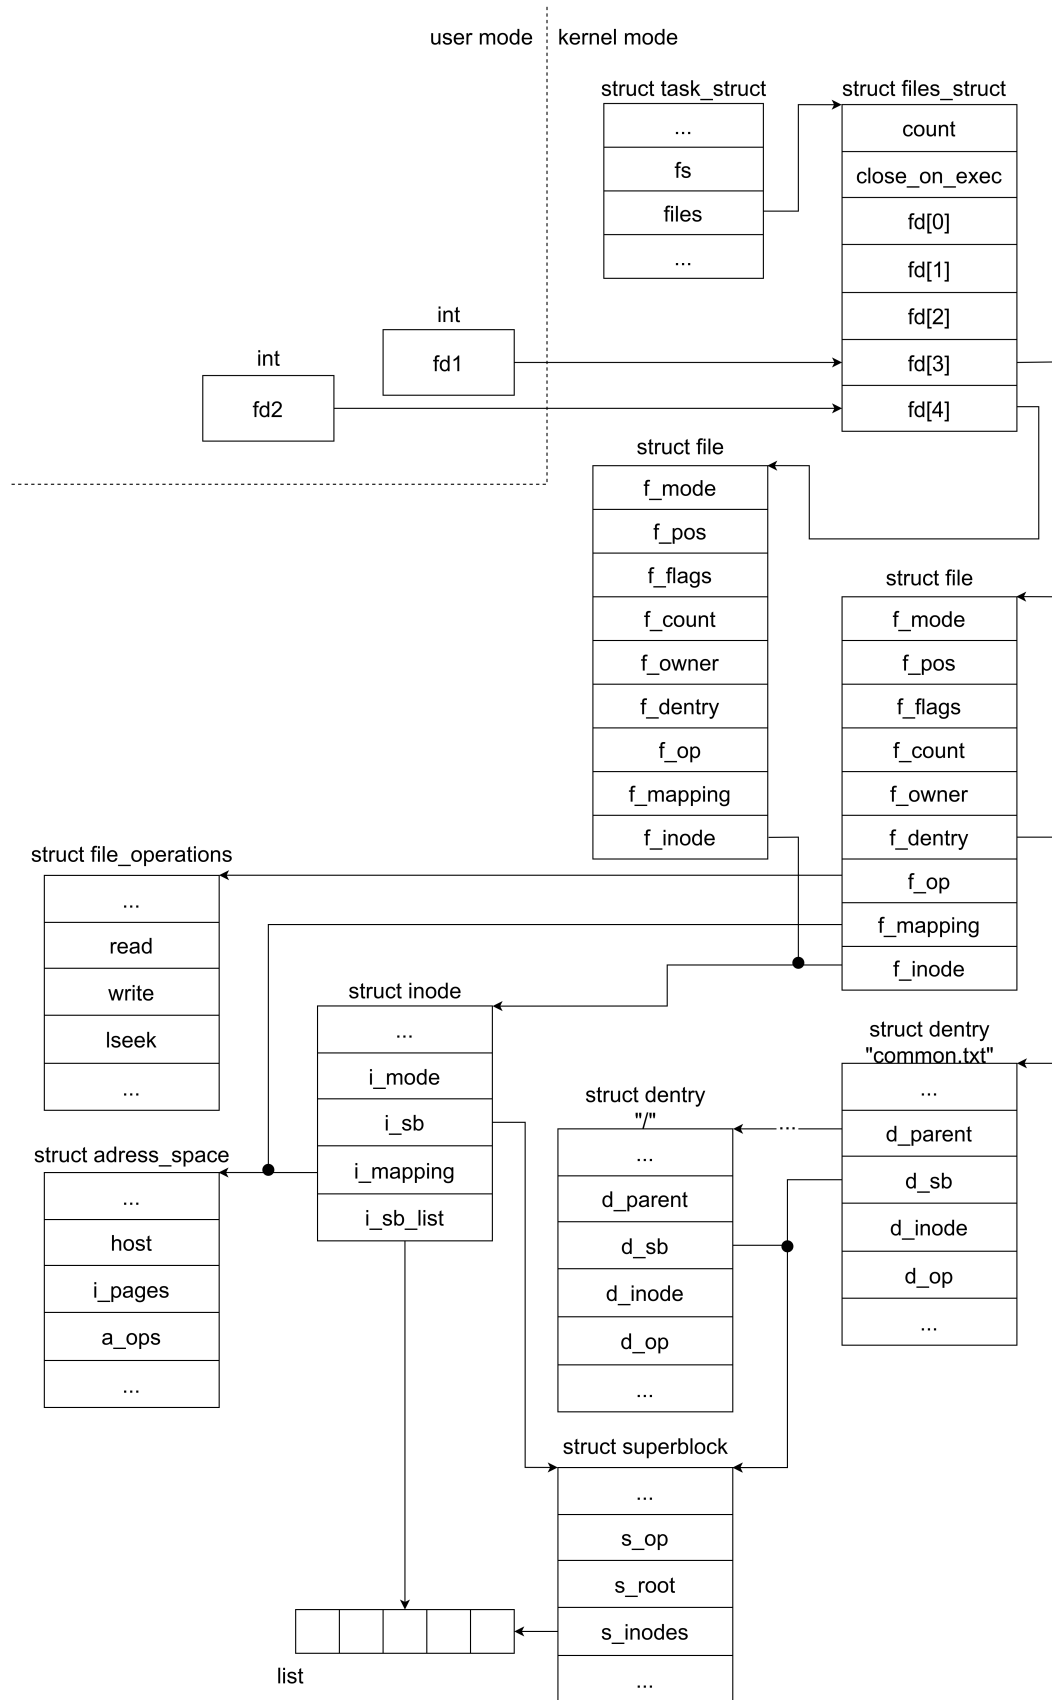 user mode
kernel mode
struct task_struct
...
fs
files
...
struct files_struct
count
close_on_exec
fd[0]
fd[1]
fd[2]
fd[3]
fd[4]
int
fd1
int
fd2
struct file
f_mode
f_pos
f_flags
f_count
f_owner
f_dentry
f_op
f_mapping
f_inode
struct file
f_mode
f_pos
f_flags
f_count
f_owner
f_dentry
f_op
f_mapping
f_inode
struct file_operations
...
read
write
lseek
...
struct inode
...
i_mode
i_sb
i_mapping
i_sb_list
struct adress_space
...
host
i_pages
a_ops
...
struct dentry
"/"
...
d_parent
d_sb
d_inode
d_op
...
...
struct dentry
"common.txt"
...
d_parent
d_sb
d_inode
d_op
...
struct superblock
...
s_op
s_root
s_inodes
...
list